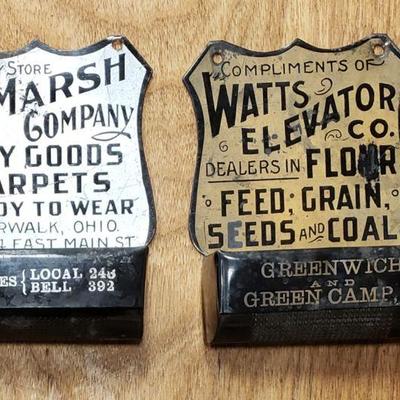 STORE
MARSH
COMPANY
Y GOODS
ARPETS
DY TO WEAR
RWALK, OHIO.
EAST MAIN ST
ES { LOCAL 248
BELL 392
COMPLIMENTS OF
WATTS ELEVATOR
CO.
DEALERS IN FLOUR
FEED, GRAIN,
SEEDS AND COAL
GREENWICH
AND
GREEN CAMP,